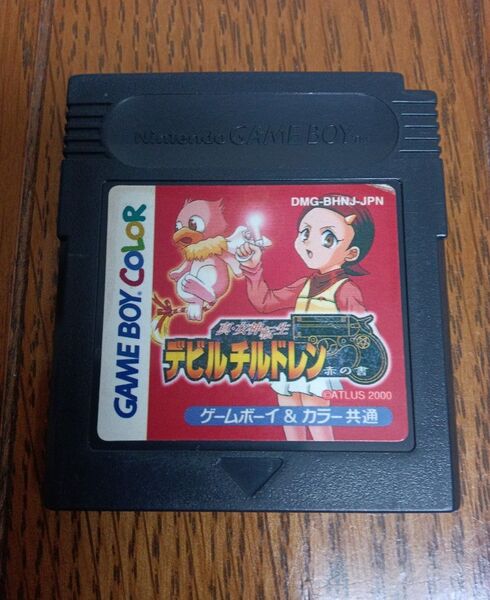 Nintendo GAME BOY TM
DMG-BHNJ-JPN
GAME BOY COLOR
真・女神転生
デビルチルドレン
赤の書
©ATLUS 2000
ゲームボーイ & カラー共通